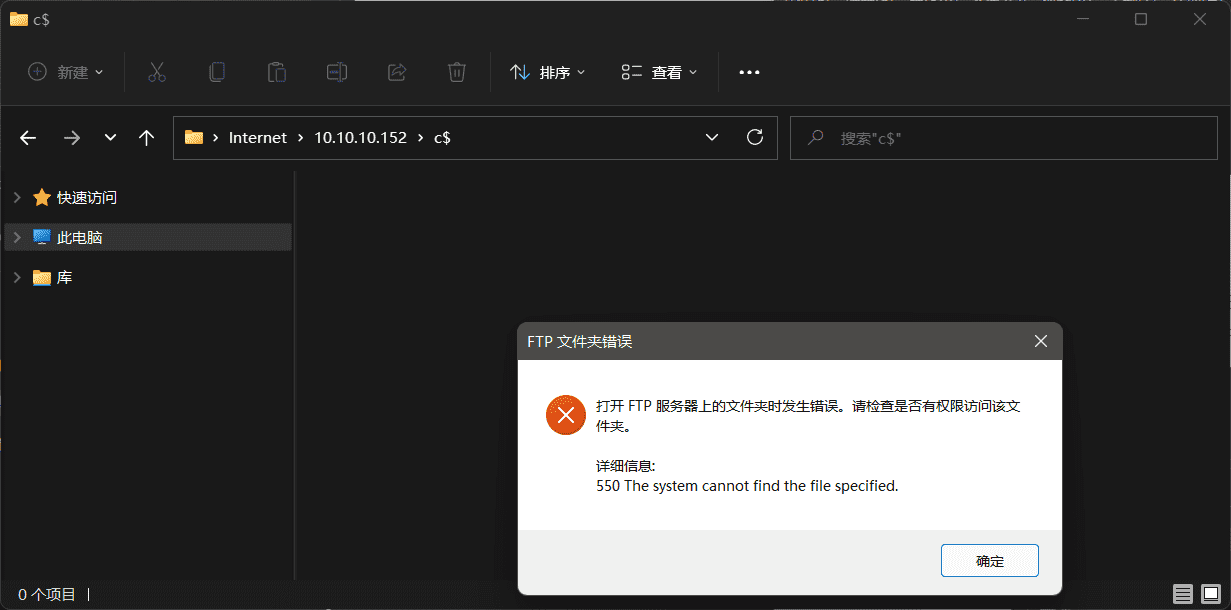 c$
新建
排序
查看
Internet
10.10.10.152
c$
搜索"c$"
快速访问
此电脑
库
FTP 文件夹错误
打开 FTP 服务器上的文件夹时发生错误。请检查是否有权限访问该文
件夹。
详细信息:
550 The system cannot find the file specified.
确定
0 个项目